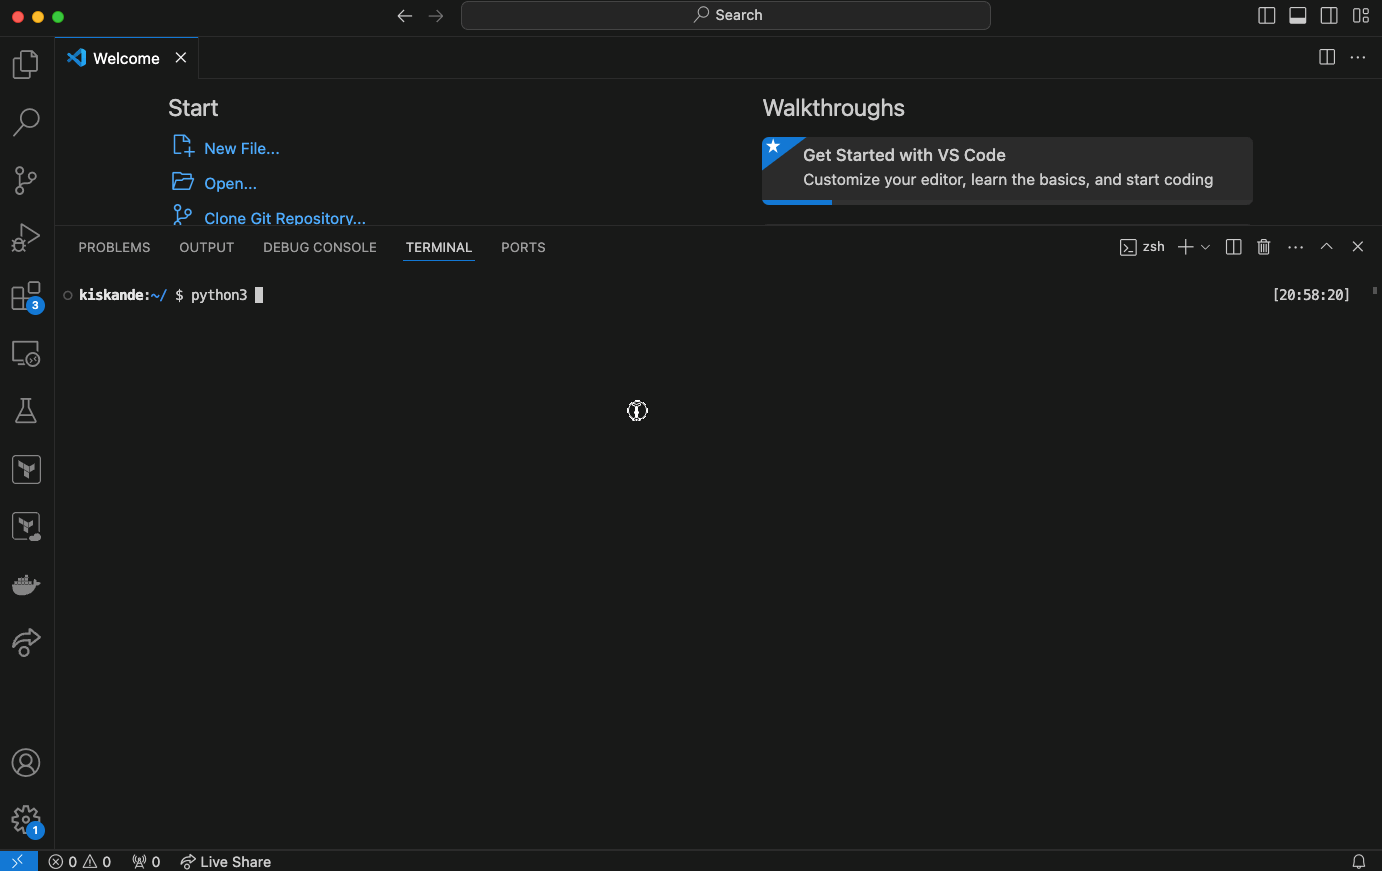 Search
Welcome
Start
Walkthroughs
New File...
Open...
Clone Git Repository...
Get Started with VS Code
Customize your editor, learn the basics, and start coding
PROBLEMS OUTPUT DEBUG CONSOLE TERMINAL PORTS zsh
kiskande:~/ $ python3 [20:58:20]
3
1
0 0 0 Live Share